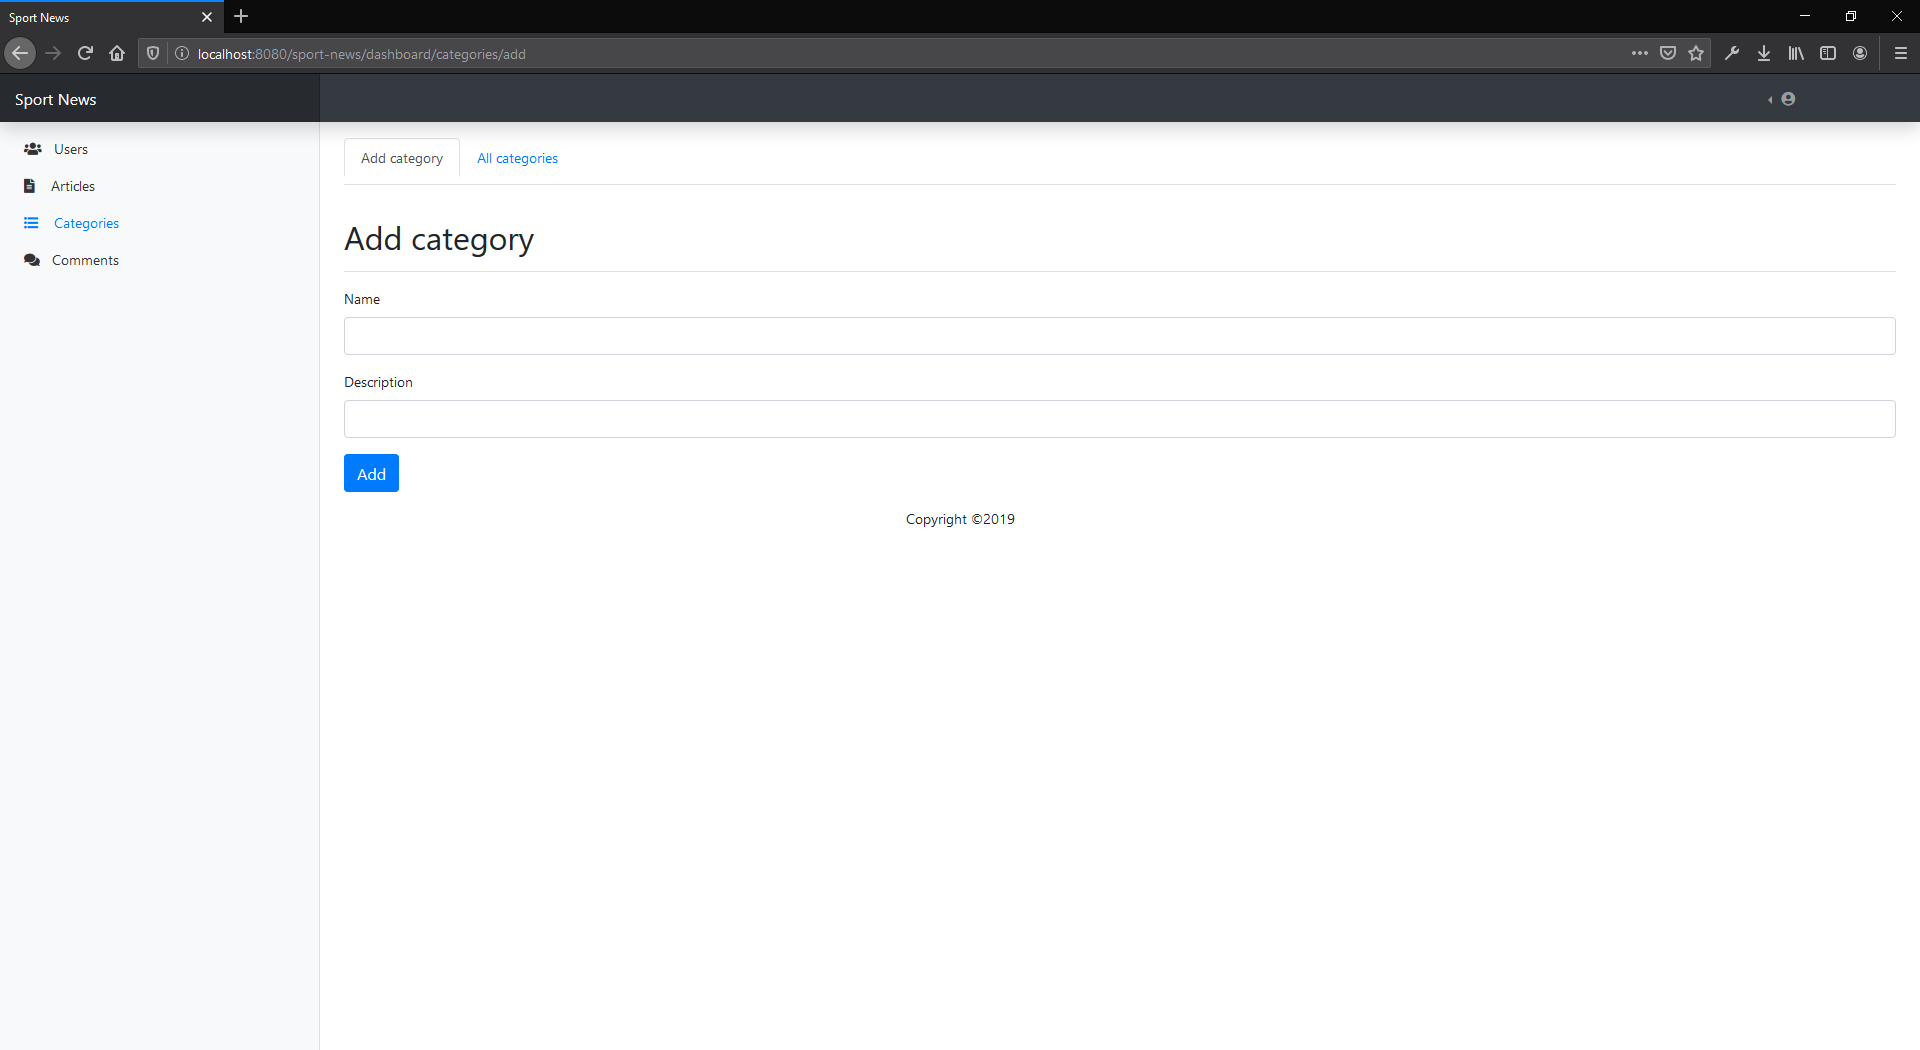 Sport News
localhost:8080/sport-news/dashboard/categories/add
Sport News
Users
Articles
Categories
Comments
Add category
All categories
Add category
Name
Description
Add
Copyright ©2019